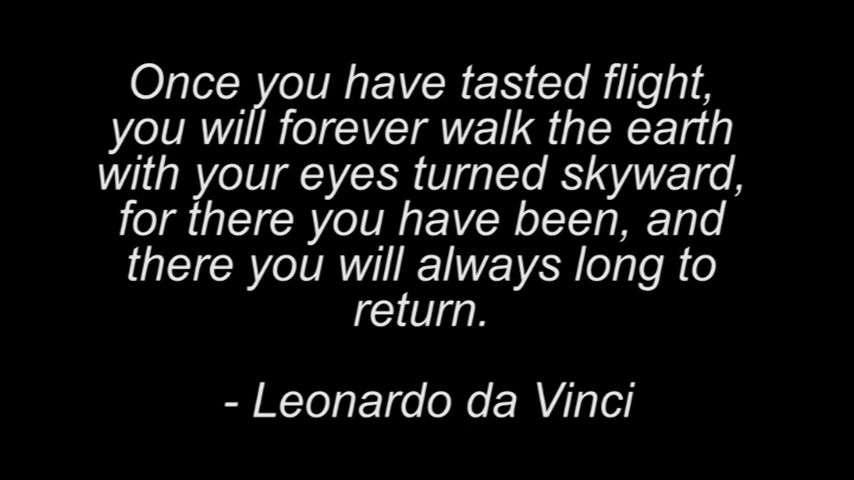 Once you have tasted flight,
you will forever walk the earth
with your eyes turned skyward,
for there you have been, and
there you will always long to
return.
- Leonardo da Vinci